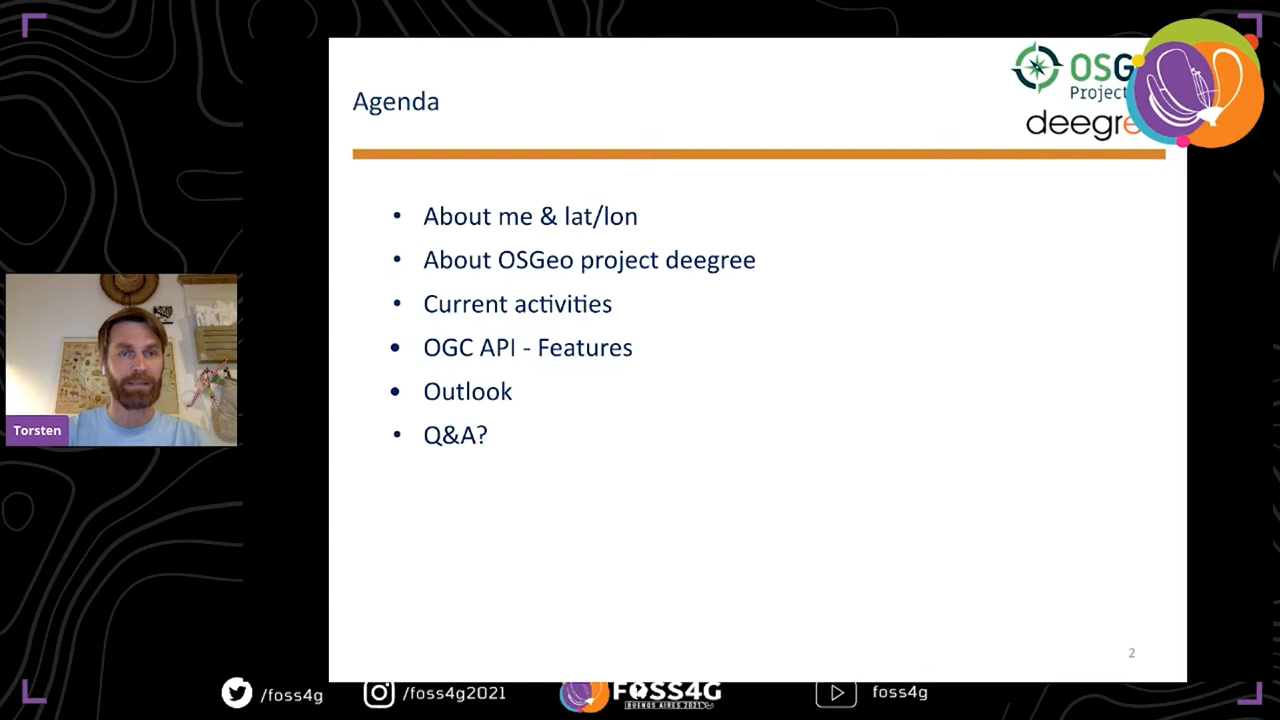 Agenda
OSG
Project
deegre
• About me & lat/lon
• About OSGeo project deegree
• Current activities
• OGC API - Features
• Outlook
• Q&A?
Torsten
2
/foss4g
/foss4g2021
FOSS4G
BUENOS AIRES 2021
foss4g